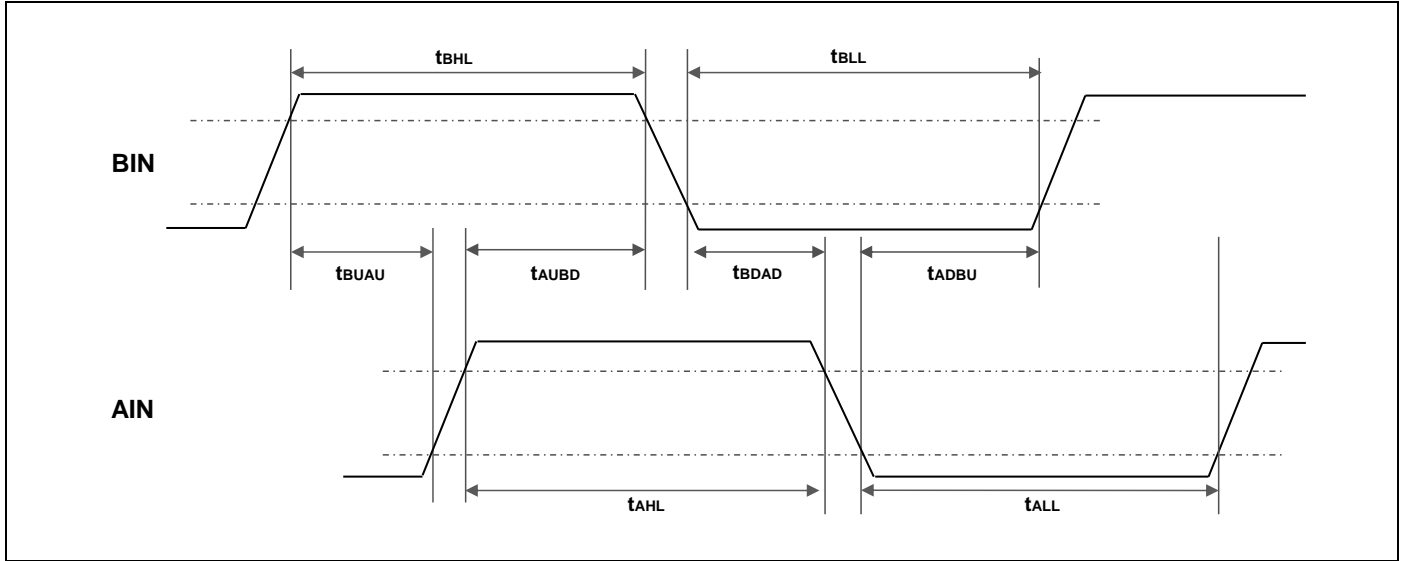 tBHL
tBLL
BIN
tBUAU
tAUBD
tBDAD
tADBU
AIN
tAHL
tALL